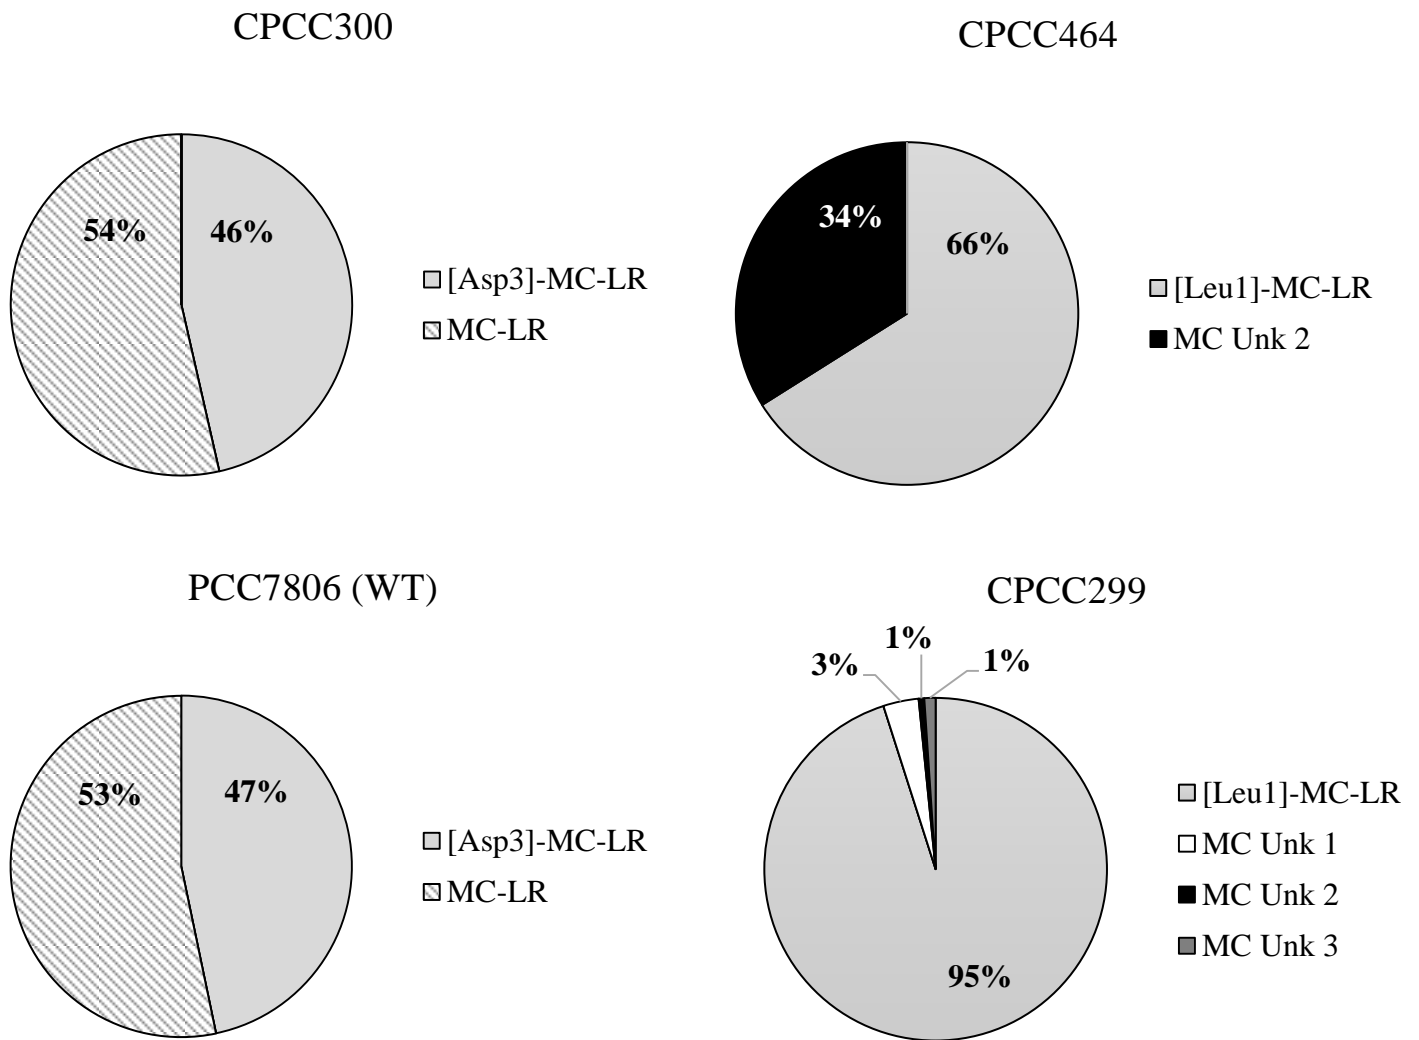 CPCC300
54%
46%
[Asp3]-MC-LR
MC-LR
CPCC464
34%
66%
[Leu1]-MC-LR
MC Unk 2
PCC7806 (WT)
53%
47%
[Asp3]-MC-LR
MC-LR
CPCC299
3%
1%
1%
95%
[Leu1]-MC-LR
MC Unk 1
MC Unk 2
MC Unk 3